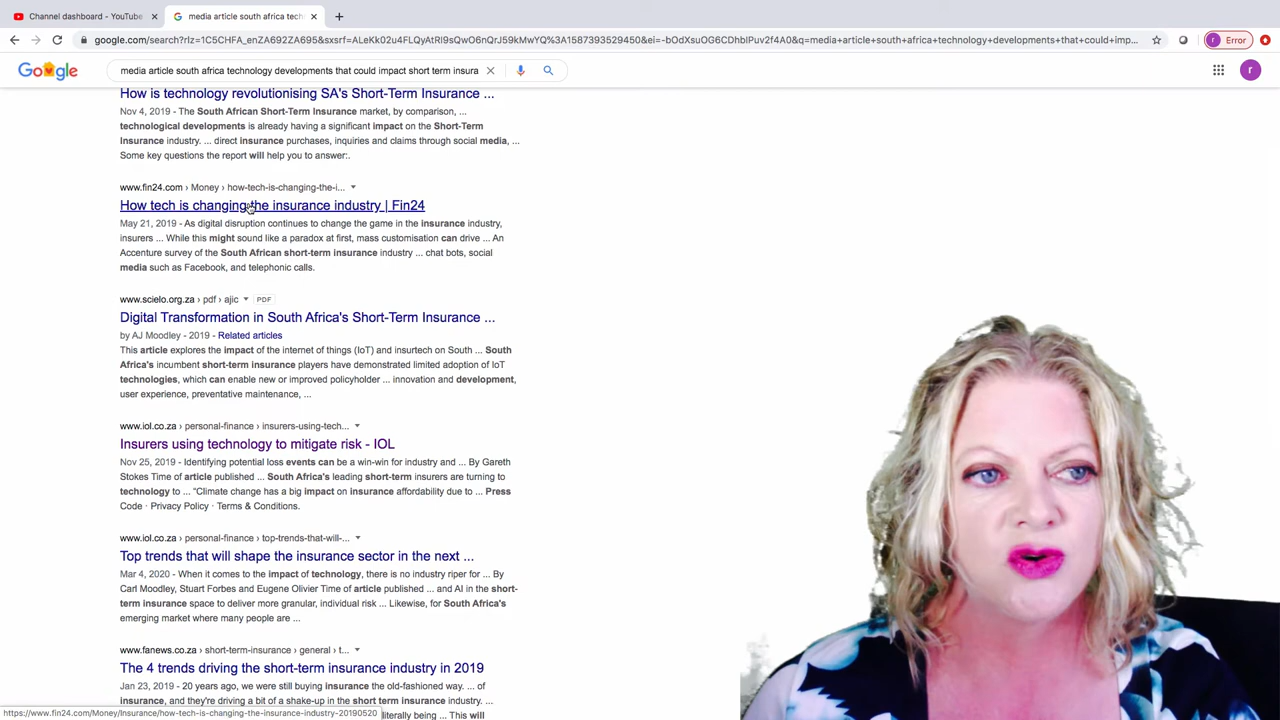 Channel dashboard - YouTube
media article south africa tech
google.com/search?rlz=1C5CHFA_enZA692ZA695&sxsrf=ALeKk02u4FLQyAtRI9sQwO6nQrJ59kMwYQ%3A1587393529450&ei=-bOdXsuOG6CDhbIPuv2f4A0&q=media+article+south+africa+technology+developments+that+could+imp...
r
Error
Google
media article south africa technology developments that could impact short term insura
r
How is technology revolutionising SA's Short-Term Insurance ...
Nov 4, 2019 - The South African Short-Term Insurance market, by comparison, ...
technological developments is already having a significant impact on the Short-Term
Insurance industry. ... direct insurance purchases, inquiries and claims through social media, ...
Some key questions the report will help you to answer:.
www.fin24.com › Money › how-tech-is-changing-the-i...
How tech is changing the insurance industry | Fin24
May 21, 2019 - As digital disruption continues to change the game in the insurance industry,
insurers ... While this might sound like a paradox at first, mass customisation can drive ... An
Accenture survey of the South African short-term insurance industry ... chat bots, social
media such as Facebook, and telephonic calls.
www.scielo.org.za › pdf › ajic PDF
Digital Transformation in South Africa's Short-Term Insurance ...
by AJ Moodley - 2019 - Related articles
This article explores the impact of the internet of things (IoT) and insurtech on South ... South
Africa's incumbent short-term insurance players have demonstrated limited adoption of IoT
technologies, which can enable new or improved policyholder ... innovation and development,
user experience, preventative maintenance, ...
www.iol.co.za › personal-finance › insurers-using-tech...
Insurers using technology to mitigate risk - IOL
Nov 25, 2019 - Identifying potential loss events can be a win-win for industry and ... By Gareth
Stokes Time of article published ... South Africa's leading short-term insurers are turning to
technology to ... “Climate change has a big impact on insurance affordability due to ... Press
Code · Privacy Policy · Terms & Conditions.
www.iol.co.za › personal-finance › top-trends-that-will-...
Top trends that will shape the insurance sector in the next ...
Mar 4, 2020 - When it comes to the impact of technology, there is no industry riper for ... By
Carl Moodley, Stuart Forbes and Eugene Olivier Time of article published ... and AI in the short-
term insurance space to deliver more granular, individual risk ... Likewise, for South Africa's
emerging market where many people are ...
www.fanews.co.za › short-term-insurance › general › t...
The 4 trends driving the short-term insurance industry in 2019
Jan 23, 2019 - 20 years ago, we were still buying insurance the old-fashioned way. ... of
insurance, and they're driving a bit of a shake-up in the short term insurance industry. ...
literally being ... This will
https://www.fin24.com/Money/Insurance/how-tech-is-changing-the-insurance-industry-20190520